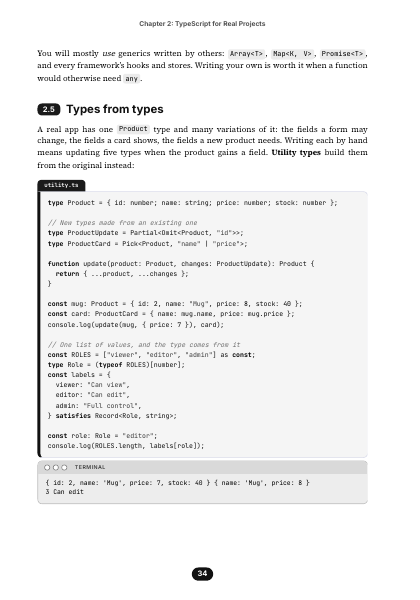 Chapter 2: TypeScript for Real Projects
You will mostly use generics written by others: Array<T>, Map<K, V>, Promise<T>,
and every framework's hooks and stores. Writing your own is worth it when a function
would otherwise need any.
2.5 Types from types
A real app has one Product type and many variations of it: the fields a form may
change, the fields a card shows, the fields a new product needs. Writing each by hand
means updating five types when the product gains a field. Utility types build them
from the original instead:
utility.ts
type Product = { id: number; name: string; price: number; stock: number };
// New types made from an existing one
type ProductUpdate = Partial<Omit<Product, "id">>;
type ProductCard = Pick<Product, "name" | "price">;
function update(product: Product, changes: ProductUpdate): Product {
  return { ...product, ...changes };
}
const mug: Product = { id: 2, name: "Mug", price: 8, stock: 40 };
const card: ProductCard = { name: mug.name, price: mug.price };
console.log(update(mug, { price: 7 }), card);
// One list of values, and the type comes from it
const ROLES = ["viewer", "editor", "admin"] as const;
type Role = (typeof ROLES)[number];
const labels = {
  viewer: "Can view",
  editor: "Can edit",
  admin: "Full control",
} satisfies Record<Role, string>;
const role: Role = "editor";
console.log(ROLES.length, labels[role]);
TERMINAL
{ id: 2, name: 'Mug', price: 7, stock: 40 } { name: 'Mug', price: 8 }
3 Can edit
34